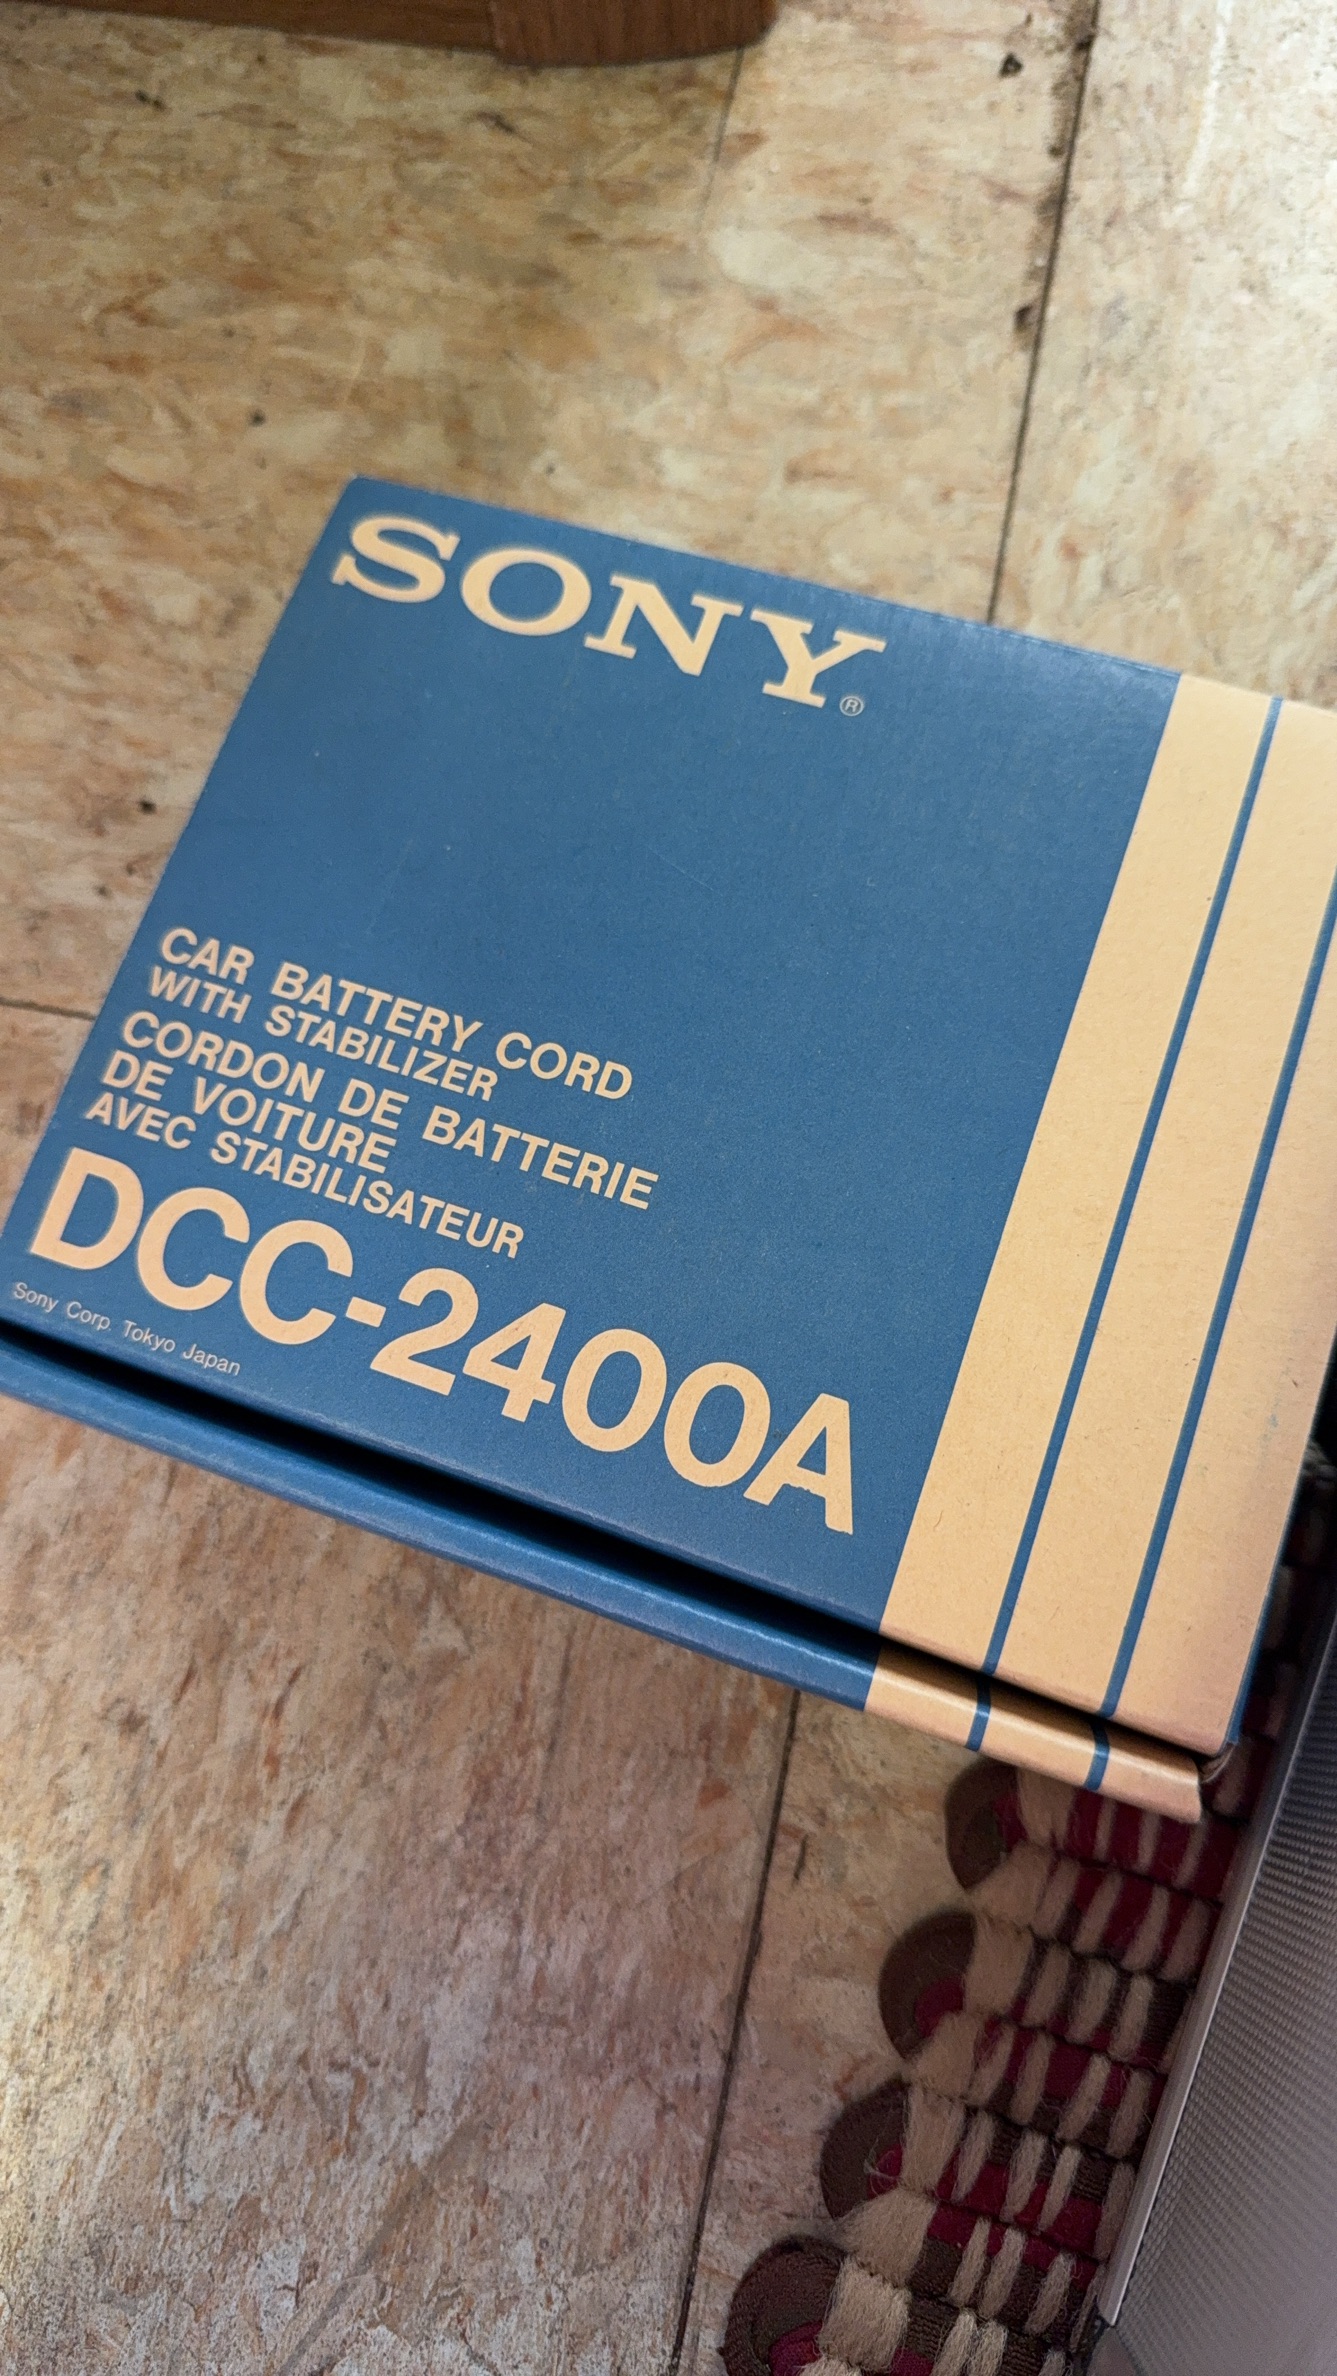 SONY®
CAR BATTERY CORD
WITH STABILIZER
CORDON DE BATTERIE
DE VOITURE
AVEC STABILISATEUR
DCC-2400A
Sony Corp. Tokyo Japan